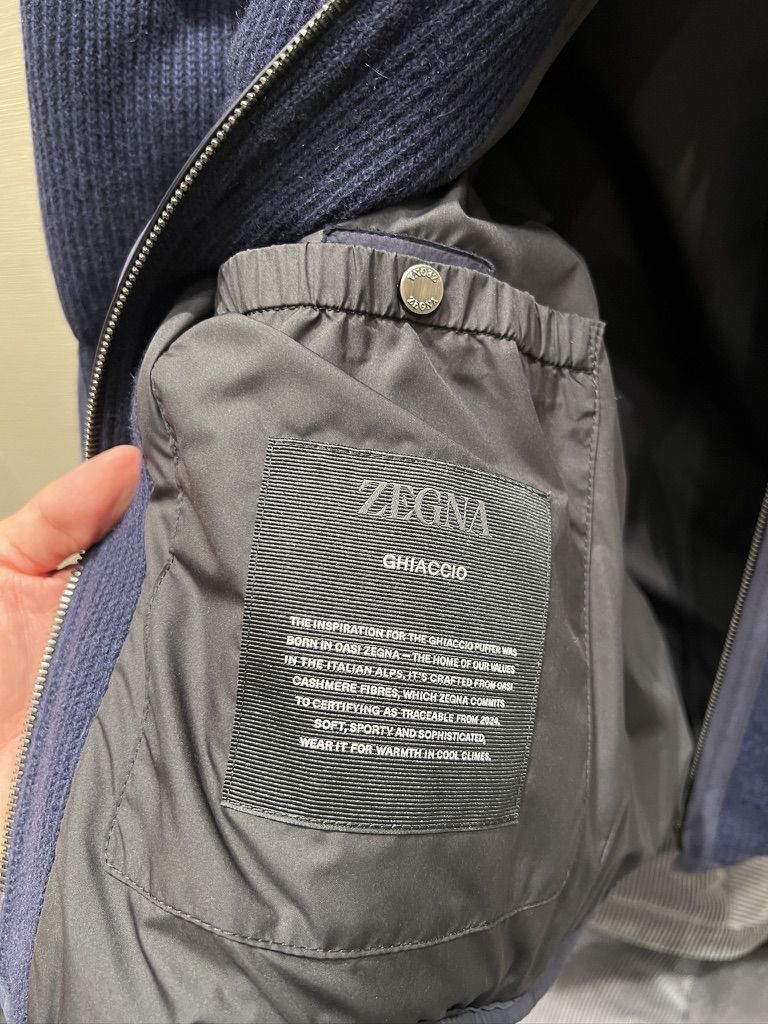 ZEGNA
ZEGNA
ZEGNA
GHIACCIO
THE INSPIRATION FOR THE GHIACCIO PUFFER WAS
BORN IN OASI ZEGNA — THE HOME OF OUR VALUES
IN THE ITALIAN ALPS. IT'S CRAFTED FROM OASI
CASHMERE FIBRES, WHICH ZEGNA COMMITS
TO CERTIFYING AS TRACEABLE FROM 2024.
SOFT, SPORTY AND SOPHISTICATED,
WEAR IT FOR WARMTH IN COOL CLIMES.